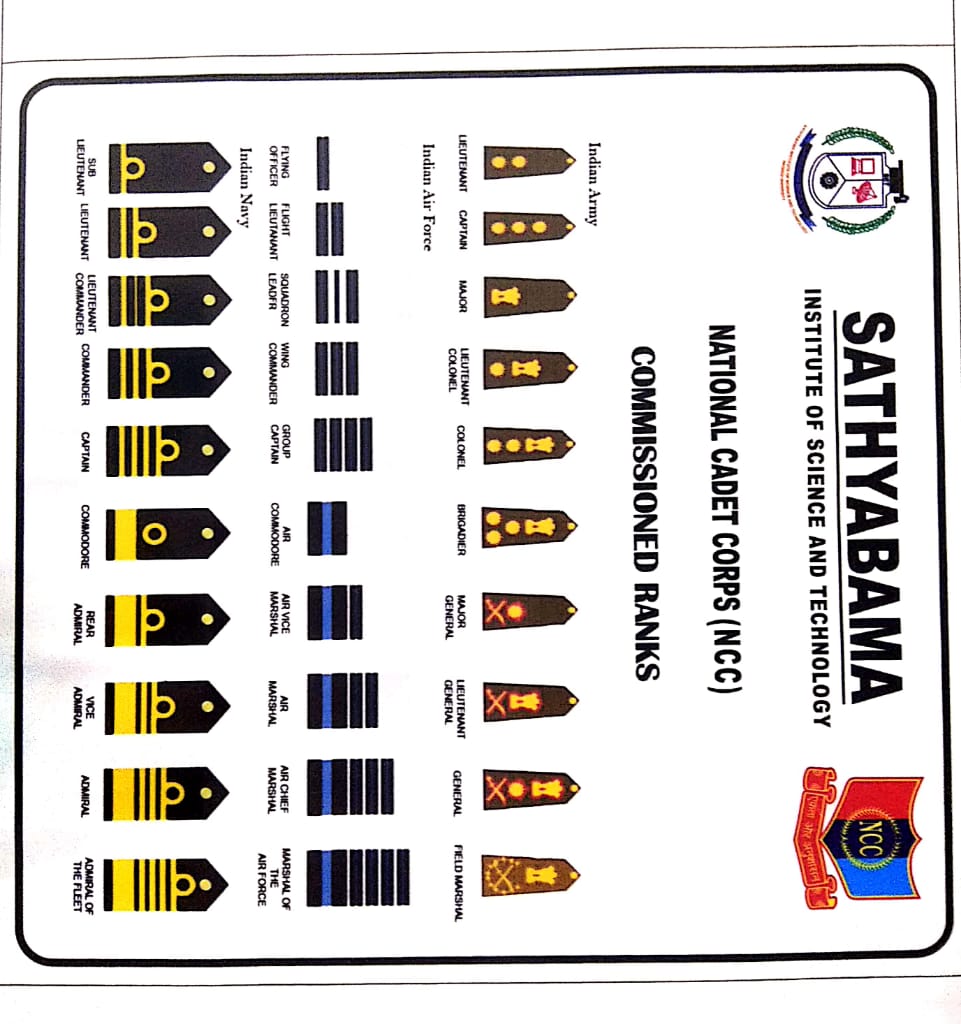 SATHYABAMA
INSTITUTE OF SCIENCE AND TECHNOLOGY
NCC
एकता और अनुशासन
NATIONAL CADET CORPS (NCC)
COMMISSIONED RANKS
Indian Army
LIEUTENANT
CAPTAIN
MAJOR
LIEUTENANT
COLONEL
COLONEL
BRIGADIER
MAJOR
GENERAL
LIEUTENANT
GENERAL
GENERAL
FIELD MARSHAL
Indian Air Force
FLYING
OFFICER
FLIGHT
LIEUTANANT
SQUADRON
LEADFR
WING
COMMANDER
GROUP
CAPTAIN
AIR
COMMODORE
AIR VICE
MARSHAL
AIR
MARSHAL
AIR CHIEF
MARSHAL
MARSHAL OF
THE
AIR FORCE
Indian Navy
SUB
LIEUTENANT
LIEUTENANT
LIEUTENANT
COMMANDER
COMMANDER
CAPTAIN
COMMODORE
REAR
ADMIRAL
VICE
ADMIRAL
ADMIRAL
ADMIRAL OF
THE FLEET